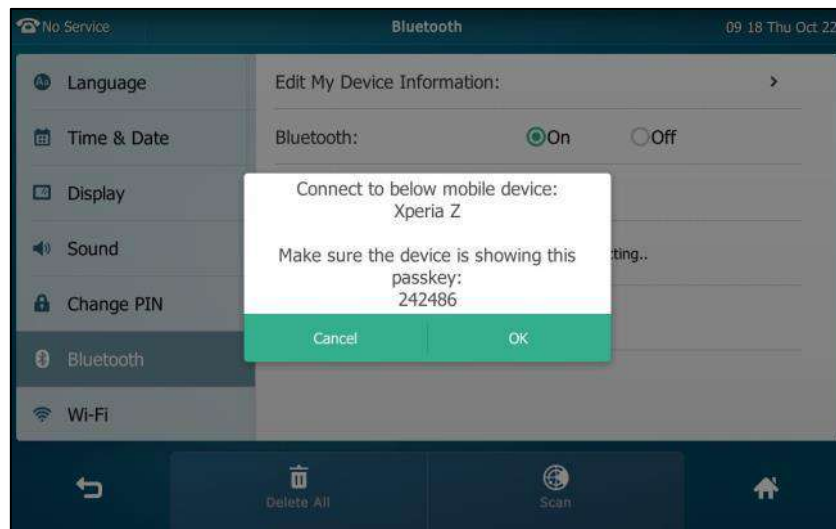 No Service
Bluetooth
09 18 Thu Oct 22
Language
Edit My Device Information:
Time & Date
Bluetooth:
On
Off
Display
Connect to below mobile device:
Xperia Z
Sound
Make sure the device is showing this
passkey:
242486
ting..
Change PIN
Cancel
OK
Bluetooth
Wi-Fi
Delete All
Scan